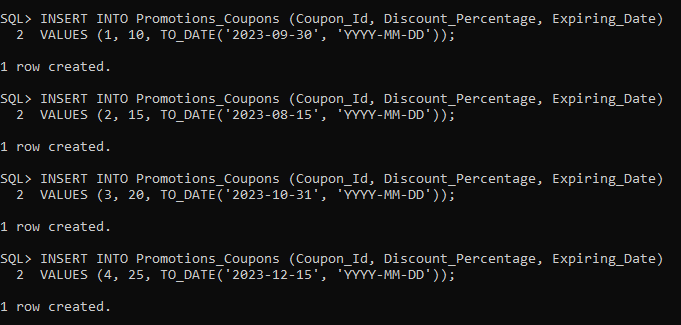 SQL> INSERT INTO Promotions_Coupons (Coupon_Id, Discount_Percentage, Expiring_Date)
  2  VALUES (1, 10, TO_DATE('2023-09-30', 'YYYY-MM-DD'));
1 row created.
SQL> INSERT INTO Promotions_Coupons (Coupon_Id, Discount_Percentage, Expiring_Date)
  2  VALUES (2, 15, TO_DATE('2023-08-15', 'YYYY-MM-DD'));
1 row created.
SQL> INSERT INTO Promotions_Coupons (Coupon_Id, Discount_Percentage, Expiring_Date)
  2  VALUES (3, 20, TO_DATE('2023-10-31', 'YYYY-MM-DD'));
1 row created.
SQL> INSERT INTO Promotions_Coupons (Coupon_Id, Discount_Percentage, Expiring_Date)
  2  VALUES (4, 25, TO_DATE('2023-12-15', 'YYYY-MM-DD'));
1 row created.